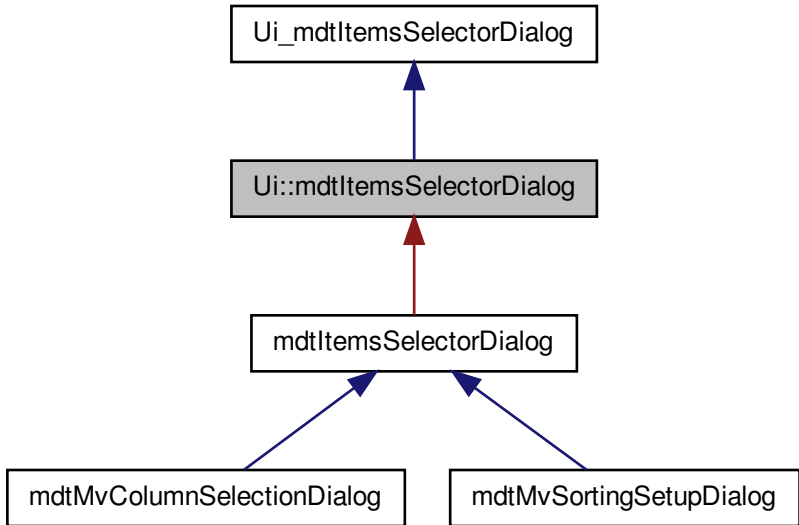 Ui_mdtItemsSelectorDialog
Ui::mdtItemsSelectorDialog
mdtItemsSelectorDialog
mdtMvColumnSelectionDialog
mdtMvSortingSetupDialog